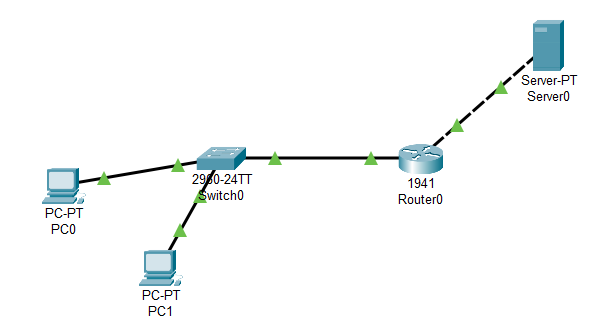 Server-PT
Server0
2960-24TT
Switch0
1941
Router0
PC-PT
PC0
PC-PT
PC1